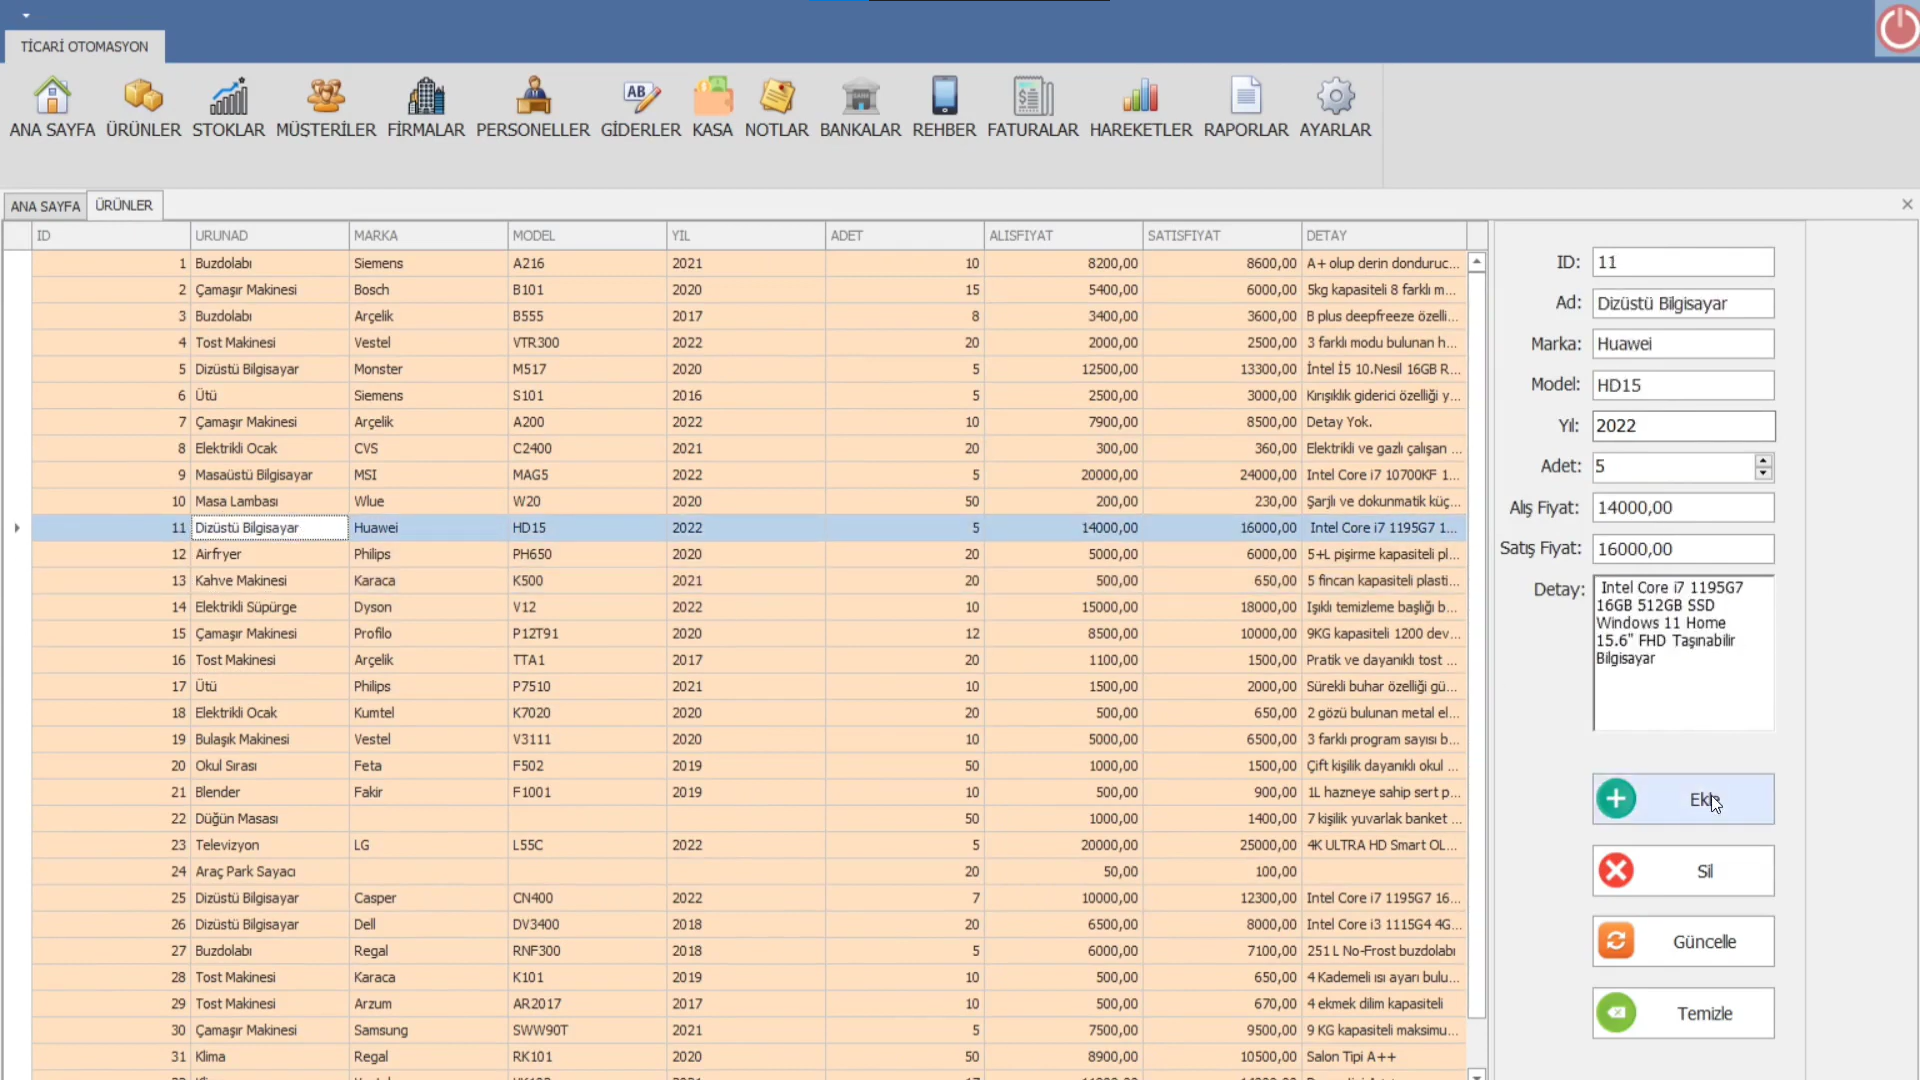 TİCARİ OTOMASYON
ANA SAYFA ÜRÜNLER STOKLAR MÜSTERİLER FİRMALAR PERSONELLER GİDERLER KASA NOTLAR BANKALAR REHBER FATURALAR HAREKETLER RAPORLAR AYARLAR
ANA SAYFA ÜRÜNLER
ID URUNAD MARKA MODEL YIL ADET ALISFIYAT SATISFIYAT DETAY
1 Buzdolabı Siemens A216 2021 10 8200,00 8600,00 A+ olup derin donduruc...
2 Çamaşır Makinesi Bosch B101 2020 15 5400,00 6000,00 5kg kapasiteli 8 farklı m...
3 Buzdolabı Arçelik B555 2017 8 3400,00 3600,00 B plus deepfreeze özelli...
4 Tost Makinesi Vestel VTR300 2022 20 2000,00 2500,00 3 farklı modu bulunan h...
5 Dizüstü Bilgisayar Monster M517 2020 5 12500,00 13300,00 İntel İ5 10.Nesil 16GB R...
6 Ütü Siemens S101 2016 5 2500,00 3000,00 Kırışıklık giderici özelliği y...
7 Çamaşır Makinesi Arçelik A200 2022 10 7900,00 8500,00 Detay Yok.
8 Elektrikli Ocak CVS C2400 2021 20 300,00 360,00 Elektrikli ve gazlı çalışan ...
9 Masaüstü Bilgisayar MSI MAG5 2022 5 20000,00 24000,00 Intel Core i7 10700KF 1...
10 Masa Lambası Wlue W20 2020 50 200,00 230,00 Şarjlı ve dokunmatik küç...
11 Dizüstü Bilgisayar Huawei HD15 2022 5 14000,00 16000,00 Intel Core i7 1195G7 1...
12 Airfryer Philips PH650 2020 20 5000,00 6000,00 5+L pişirme kapasiteli pl...
13 Kahve Makinesi Karaca K500 2021 20 500,00 650,00 5 fincan kapasiteli plasti...
14 Elektrikli Süpürge Dyson V12 2022 10 15000,00 18000,00 Işıklı temizleme başlığı b...
15 Çamaşır Makinesi Profilo P12T91 2020 12 8500,00 10000,00 9KG kapasiteli 1200 dev...
16 Tost Makinesi Arçelik TTA1 2017 20 1100,00 1500,00 Pratik ve dayanıklı tost ...
17 Ütü Philips P7510 2021 10 1500,00 2000,00 Sürekli buhar özelliği gü...
18 Elektrikli Ocak Kumtel K7020 2020 20 500,00 650,00 2 gözü bulunan metal el...
19 Bulaşık Makinesi Vestel V3111 2020 10 5000,00 6500,00 3 farklı program sayısı b...
20 Okul Sırası Feta F502 2019 50 1000,00 1500,00 Çift kişilik dayanıklı okul ...
21 Blender Fakir F1001 2019 10 500,00 900,00 1L hazneye sahip sert p...
22 Düğün Masası 50 1000,00 1400,00 7 kişilik yuvarlak banket ...
23 Televizyon LG L55C 2022 5 20000,00 25000,00 4K ULTRA HD Smart OL...
24 Araç Park Sayacı 20 50,00 100,00
25 Dizüstü Bilgisayar Casper CN400 2022 7 10000,00 12300,00 Intel Core i7 1195G7 16...
26 Dizüstü Bilgisayar Dell DV3400 2018 20 6500,00 8000,00 Intel Core i3 1115G4 4G...
27 Buzdolabı Regal RNF300 2018 5 6000,00 7100,00 251 L No-Frost buzdolabı
28 Tost Makinesi Karaca K101 2019 10 500,00 650,00 4 Kademeli ısı ayarı bulu...
29 Tost Makinesi Arzum AR2017 2017 10 500,00 670,00 4 ekmek dilim kapasiteli
30 Çamaşır Makinesi Samsung SWW90T 2021 5 7500,00 9500,00 9 KG kapasiteli maksimu...
31 Klima Regal RK101 2020 50 8900,00 10500,00 Salon Tipi A++
ID: 11
Ad: Dizüstü Bilgisayar
Marka: Huawei
Model: HD15
Yıl: 2022
Adet: 5
Alış Fiyat: 14000,00
Satış Fiyat: 16000,00
Detay: Intel Core i7 1195G7
16GB 512GB SSD
Windows 11 Home
15.6" FHD Taşınabilir
Bilgisayar
Sil
Güncelle
Temizle